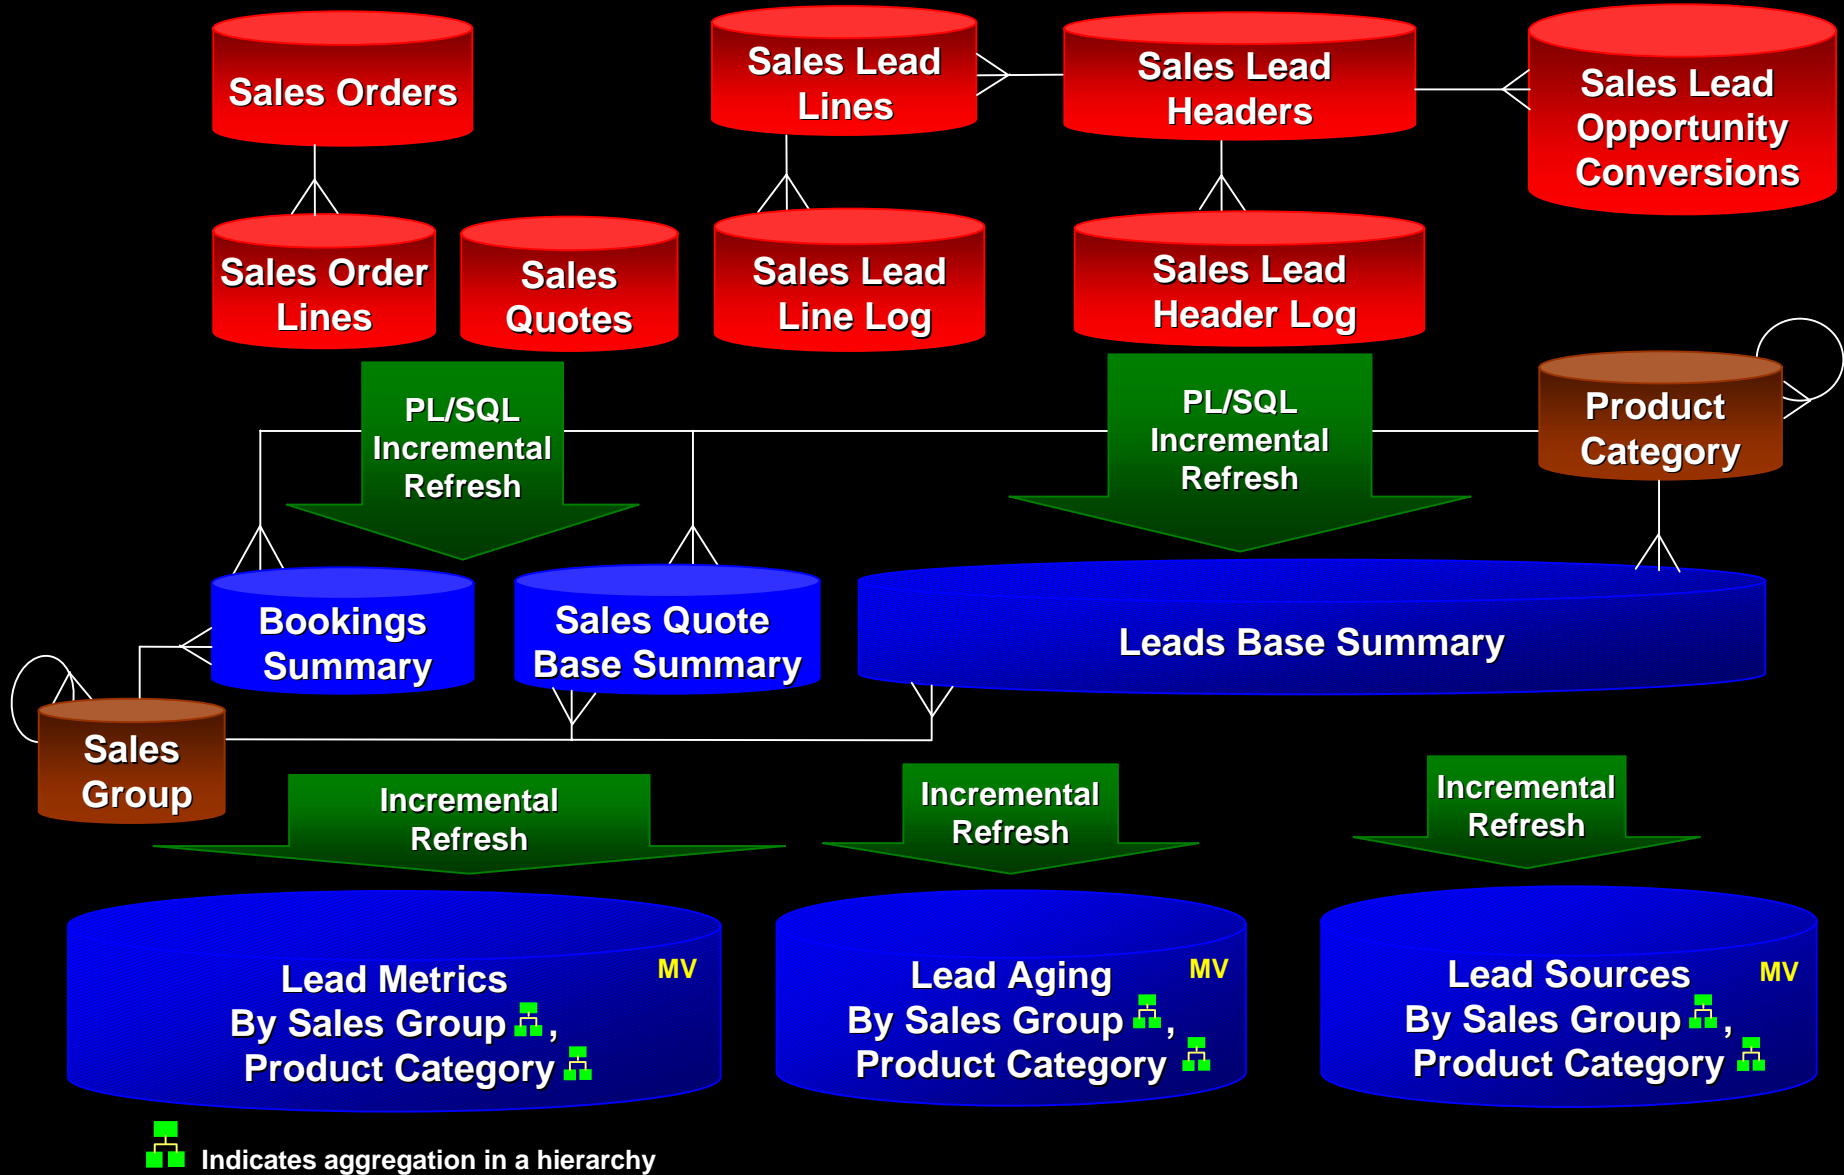 Sales Orders
Sales Lead
Lines
Sales Lead
Headers
Sales Lead
Opportunity
Conversions
Sales Order
Lines
Sales
Quotes
Sales Lead
Line Log
Sales Lead
Header Log
PL/SQL
Incremental
Refresh
PL/SQL
Incremental
Refresh
Product
Category
Bookings
Summary
Sales Quote
Base Summary
Leads Base Summary
Sales
Group
Incremental
Refresh
Incremental
Refresh
Incremental
Refresh
Lead Metrics
MV
By Sales Group ,
Product Category
Lead Aging
MV
By Sales Group ,
Product Category
Lead Sources
MV
By Sales Group ,
Product Category
Indicates aggregation in a hierarchy